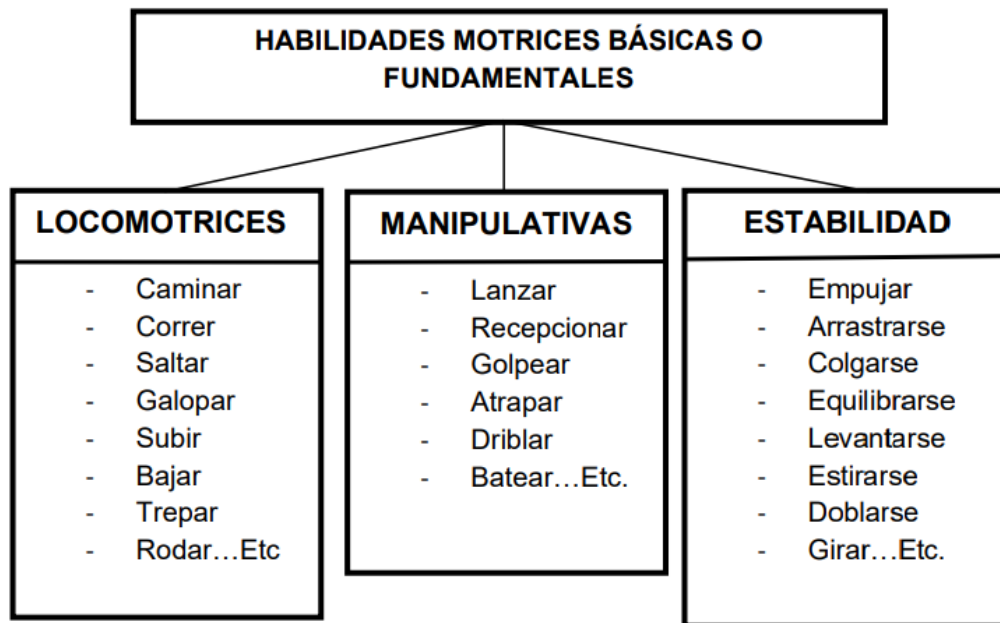 HABILIDADES MOTRICES BÁSICAS O
FUNDAMENTALES
LOCOMOTRICES
- Caminar
- Correr
- Saltar
- Galopar
- Subir
- Bajar
- Trepar
- Rodar…Etc
MANIPULATIVAS
- Lanzar
- Recepcionar
- Golpear
- Atrapar
- Driblar
- Batear…Etc.
ESTABILIDAD
- Empujar
- Arrastrarse
- Colgarse
- Equilibrarse
- Levantarse
- Estirarse
- Doblarse
- Girar…Etc.